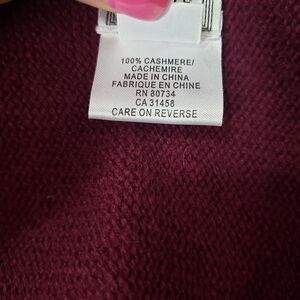 100% CASHMERE/
CACHEMIRE
MADE IN CHINA
FABRIQUE EN CHINE
RN 80734
CA 31458
CARE ON REVERSE